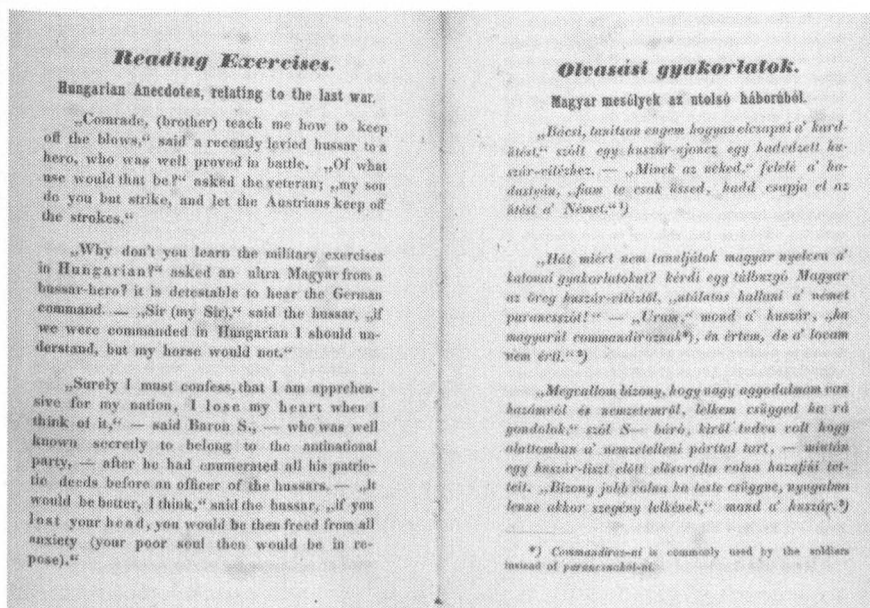 Reading Exercises.
Hungarian Anecdotes, relating to the last war.
„Comrade, (brother) teach me how to keep
off the blows,“ said a recently levied hussar to a
hero, who was well proved in battle. „Of what
use would that be?“ asked the veteran; „my son
do you but strike, and let the Austrians keep off
the strokes.“
„Why don't you learn the military exercises
in Hungarian?“ asked an ultra Magyar from a
hussar-hero? it is detestable to hear the German
command. — „Sir (my Sir),“ said the hussar, „if
we were commanded in Hungarian I should un-
derstand, but my horse would not.“
„Surely I must confess, that I am apprehen-
sive for my nation, I lose my heart when I
think of it,“ — said Baron S., — who was well
known secretly to belong to the antinational
party, — after he had enumerated all his patrio-
tic deeds before an officer of the hussars. — „It
would be better, I think,“ said the hussar, „if you
lost your head, you would be then freed from all
anxiety (your poor soul then would be in re-
pose).“
Olvasási gyakorlatok.
Magyar mesélyek az utolsó háborúból.
„Bácsi, tanitson engem hogyan elcsapni a' kard-
ütést,“ szólt egy huszár-ujoncz egy hadedzett hu-
szár-vitézhez. — „Minek az neked,“ felelé a' ha-
dastyán, „fiam te csak üssed, hadd csapja el az
ütést a' Német.“ ¹)
„Hát miért nem tanuljátok magyar nyelven a'
katonai gyakorlatokat? kérdi egy túlbuzgó Magyar
az öreg huszár-vitéztől, „utálatos hallani a' német
parancsszót!“ — „Uram,“ mond a' kuszár, „ha
magyarúl commandiroznak*), én értem, de a' lovam
nem érti.“ ²)
„Megvallom bizony, hogy nagy aggodalmam van
hazámról és nemzetemről, lelkem csügged ha rá
gondolok,“ szól S— báró, kiről tudva volt hogy
alattomban a' nemzetelleni párttal tart, — miután
egy huszár-tiszt előtt elősorolta volna hazafiúi tet-
teit. „Bizony jobb volna ha teste csüggne, nyugalma
lenne akkor szegény lelkének,“ mond a' kuszár.³)
*) Commandiroz-ni is commonly used by the soldiers
instead of parancsnokol-ni.